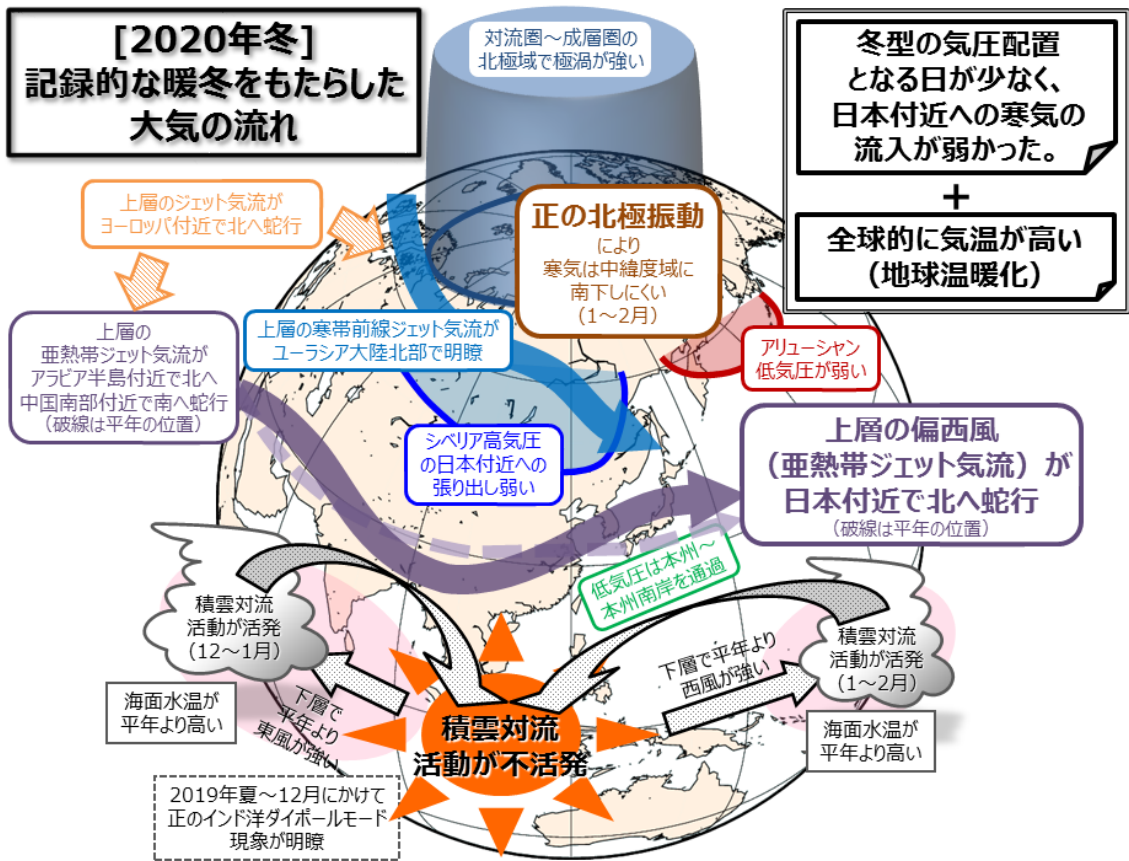 [2020年冬]
記録的な暖冬をもたらした
大気の流れ
対流圏～成層圏の
北極域で極渦が強い
冬型の気圧配置
となる日が少なく、
日本付近への寒気の
流入が弱かった。
+
全球的に気温が高い
（地球温暖化）
上層のジェット気流が
ヨーロッパ付近で北へ蛇行
正の北極振動
により
寒気は中緯度域に
南下しにくい
（1～2月）
上層の
亜熱帯ジェット気流が
アラビア半島付近で北へ
中国南部付近で南へ蛇行
（破線は平年の位置）
上層の寒帯前線ジェット気流が
ユーラシア大陸北部で明瞭
アリューシャン
低気圧が弱い
シベリア高気圧
の日本付近への
張り出し弱い
上層の偏西風
（亜熱帯ジェット気流）が
日本付近で北へ蛇行
（破線は平年の位置）
低気圧は本州～
本州南岸を通過
積雲対流
活動が活発
（12～1月）
海面水温が
平年より高い
下層で
平年より
東風が強い
積雲対流
活動が不活発
下層で平年より
西風が強い
積雲対流
活動が活発
（1～2月）
海面水温が
平年より高い
2019年夏～12月にかけて
正のインド洋ダイポールモード
現象が明瞭